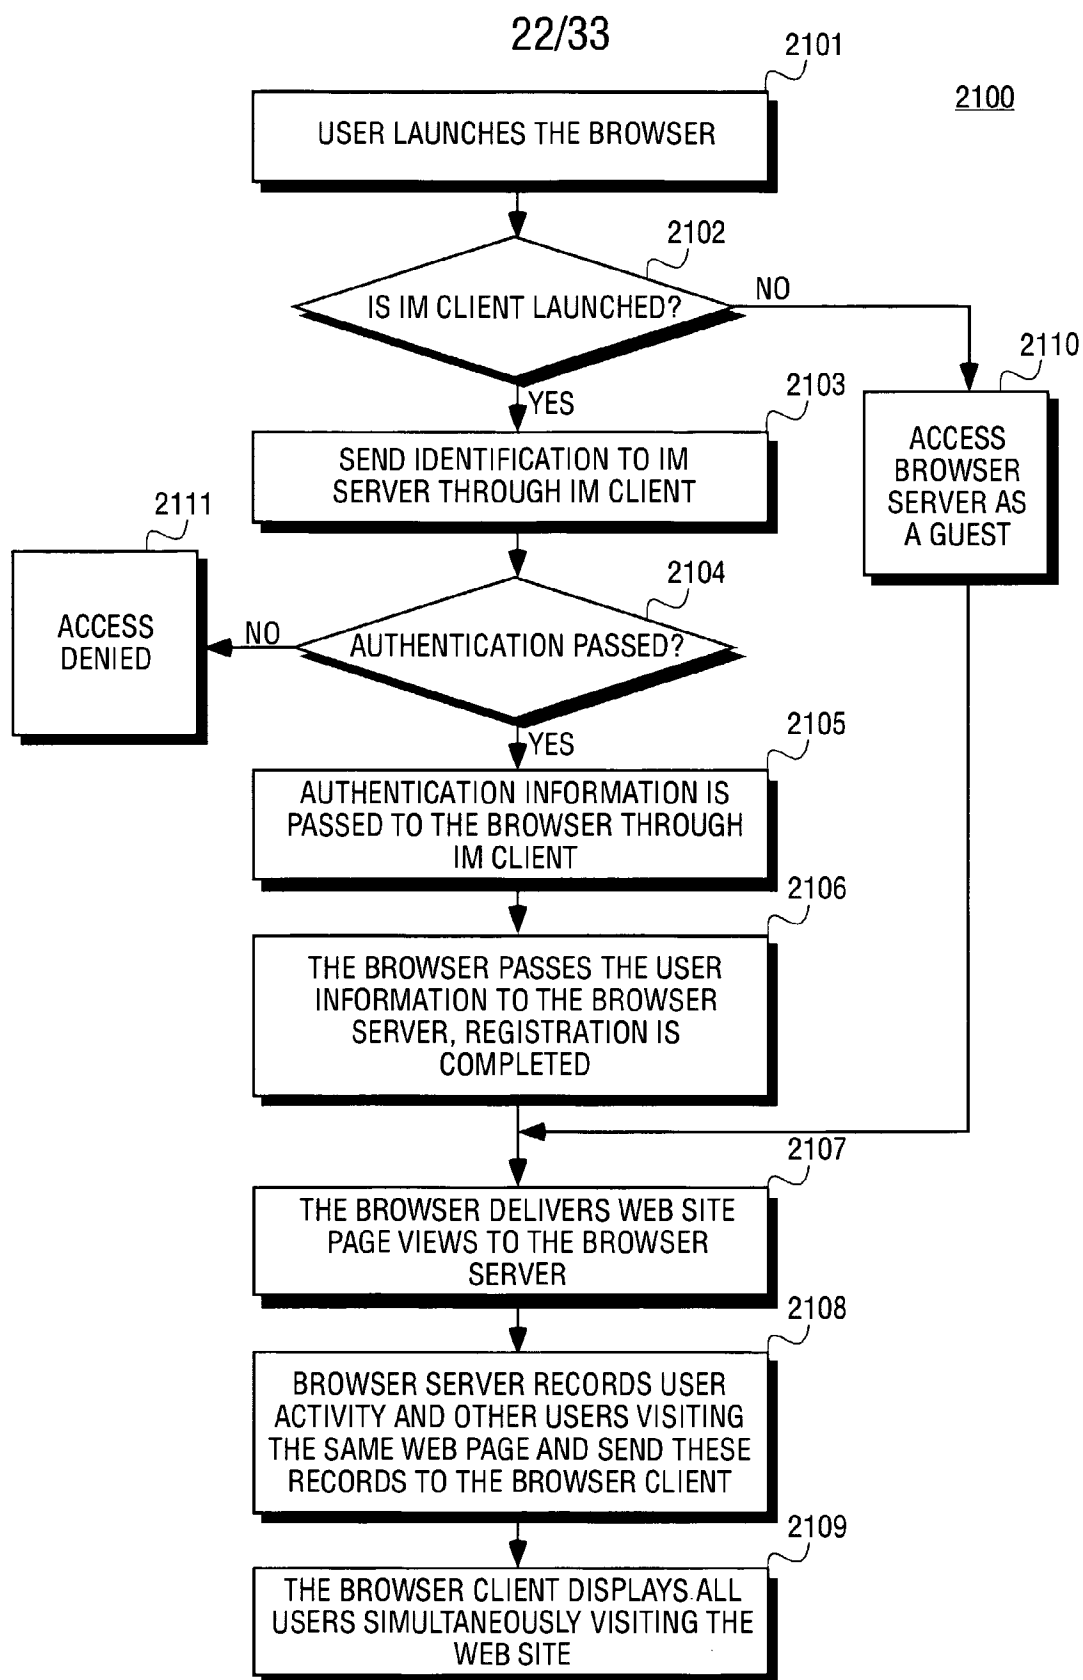 22/33
2101
2100
USER LAUNCHES THE BROWSER
2102
IS IM CLIENT LAUNCHED?
NO
2110
YES
2103
ACCESS
BROWSER
SERVER AS
A GUEST
SEND IDENTIFICATION TO IM
SERVER THROUGH IM CLIENT
2111
2104
ACCESS
DENIED
NO
AUTHENTICATION PASSED?
YES
2105
AUTHENTICATION INFORMATION IS
PASSED TO THE BROWSER THROUGH
IM CLIENT
2106
THE BROWSER PASSES THE USER
INFORMATION TO THE BROWSER
SERVER, REGISTRATION IS
COMPLETED
2107
THE BROWSER DELIVERS WEB SITE
PAGE VIEWS TO THE BROWSER
SERVER
2108
BROWSER SERVER RECORDS USER
ACTIVITY AND OTHER USERS VISITING
THE SAME WEB PAGE AND SEND THESE
RECORDS TO THE BROWSER CLIENT
2109
THE BROWSER CLIENT DISPLAYS ALL
USERS SIMULTANEOUSLY VISITING THE
WEB SITE